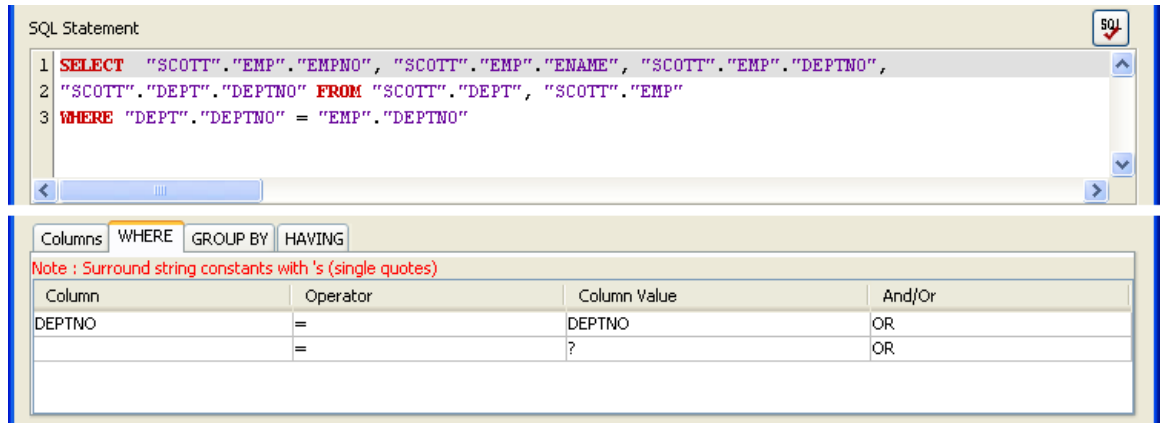 SQL Statement
SQL
1 SELECT "SCOTT"."EMP"."EMPNO", "SCOTT"."EMP"."ENAME", "SCOTT"."EMP"."DEPTNO",
2 "SCOTT"."DEPT"."DEPTNO" FROM "SCOTT"."DEPT", "SCOTT"."EMP"
3 WHERE "DEPT"."DEPTNO" = "EMP"."DEPTNO"
Columns WHERE GROUP BY HAVING
Note : Surround string constants with 's (single quotes)
Column Operator Column Value And/Or
DEPTNO = DEPTNO OR
= ? OR